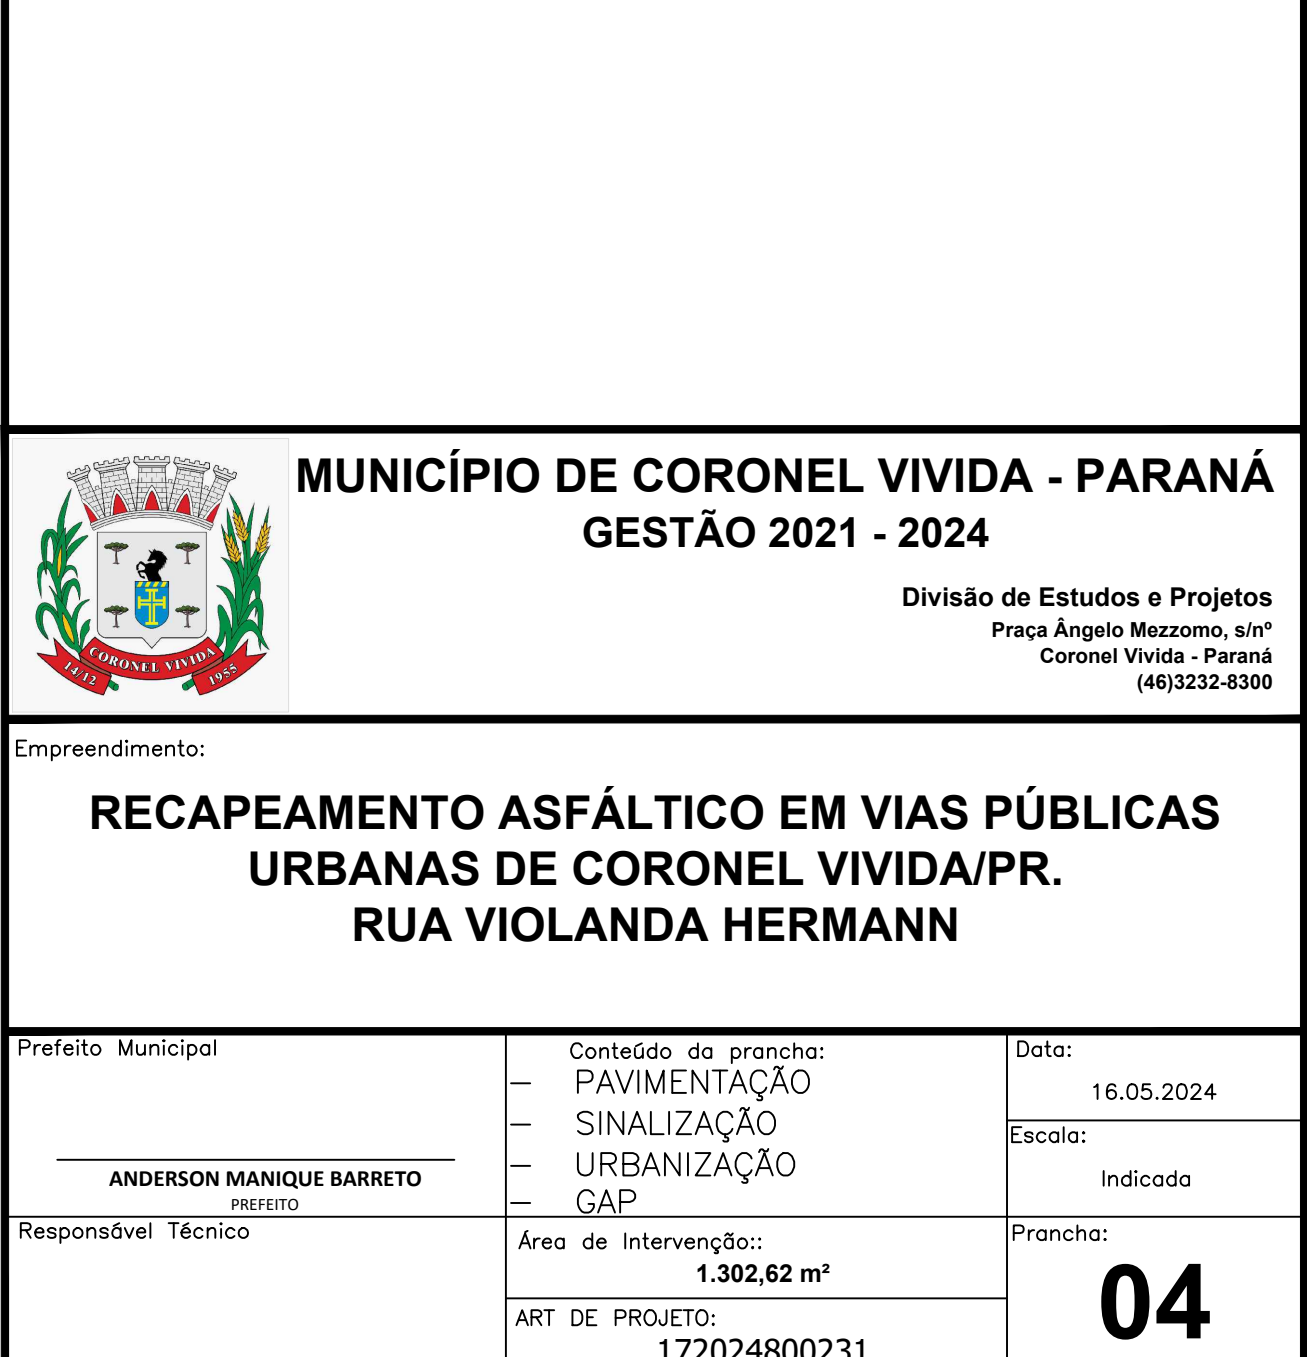 MUNICÍPIO DE CORONEL VIVIDA - PARANÁ
GESTÃO 2021 - 2024
Divisão de Estudos e Projetos
Praça Ângelo Mezzomo, s/nº
Coronel Vivida - Paraná
(46)3232-8300
CORONEL VIVIDA
14/12
1955
Empreendimento:
RECAPEAMENTO ASFÁLTICO EM VIAS PÚBLICAS
URBANAS DE CORONEL VIVIDA/PR.
RUA VIOLANDA HERMANN
Prefeito Municipal
ANDERSON MANIQUE BARRETO
PREFEITO
Conteúdo da prancha:
— PAVIMENTAÇÃO
— SINALIZAÇÃO
— URBANIZAÇÃO
— GAP
Data:
16.05.2024
Escala:
Indicada
Responsável Técnico
Área de Intervenção::
1.302,62 m²
ART DE PROJETO:
172024800231
Prancha:
04